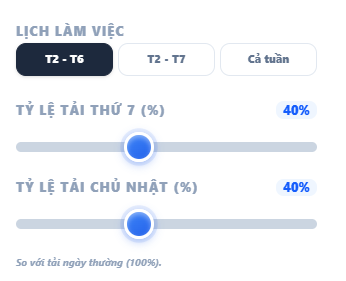 LỊCH LÀM VIỆC
T2 - T6 T2 - T7 Cả tuần
TỶ LỆ TẢI THỨ 7 (%) 40%
TỶ LỆ TẢI CHỦ NHẬT (%) 40%
So với tải ngày thường (100%).